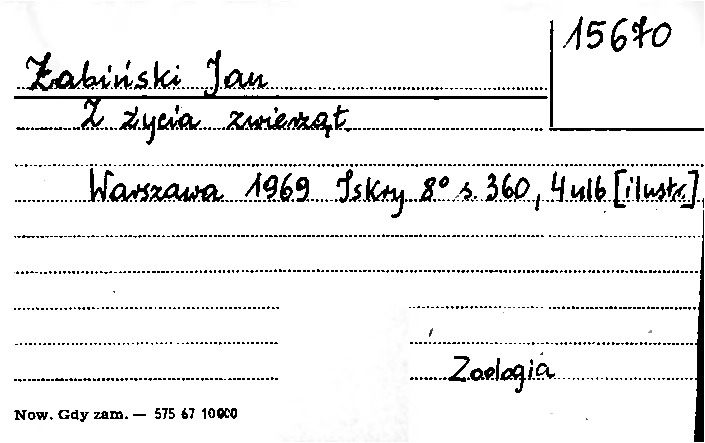 15670
Żabiński Jan
Z życia zwierząt
Warszawa 1969 Iskry 8° s. 360, 4 ulb [ilustr.]
Zoologia
Now. Gdy zam. — 575 67 10000